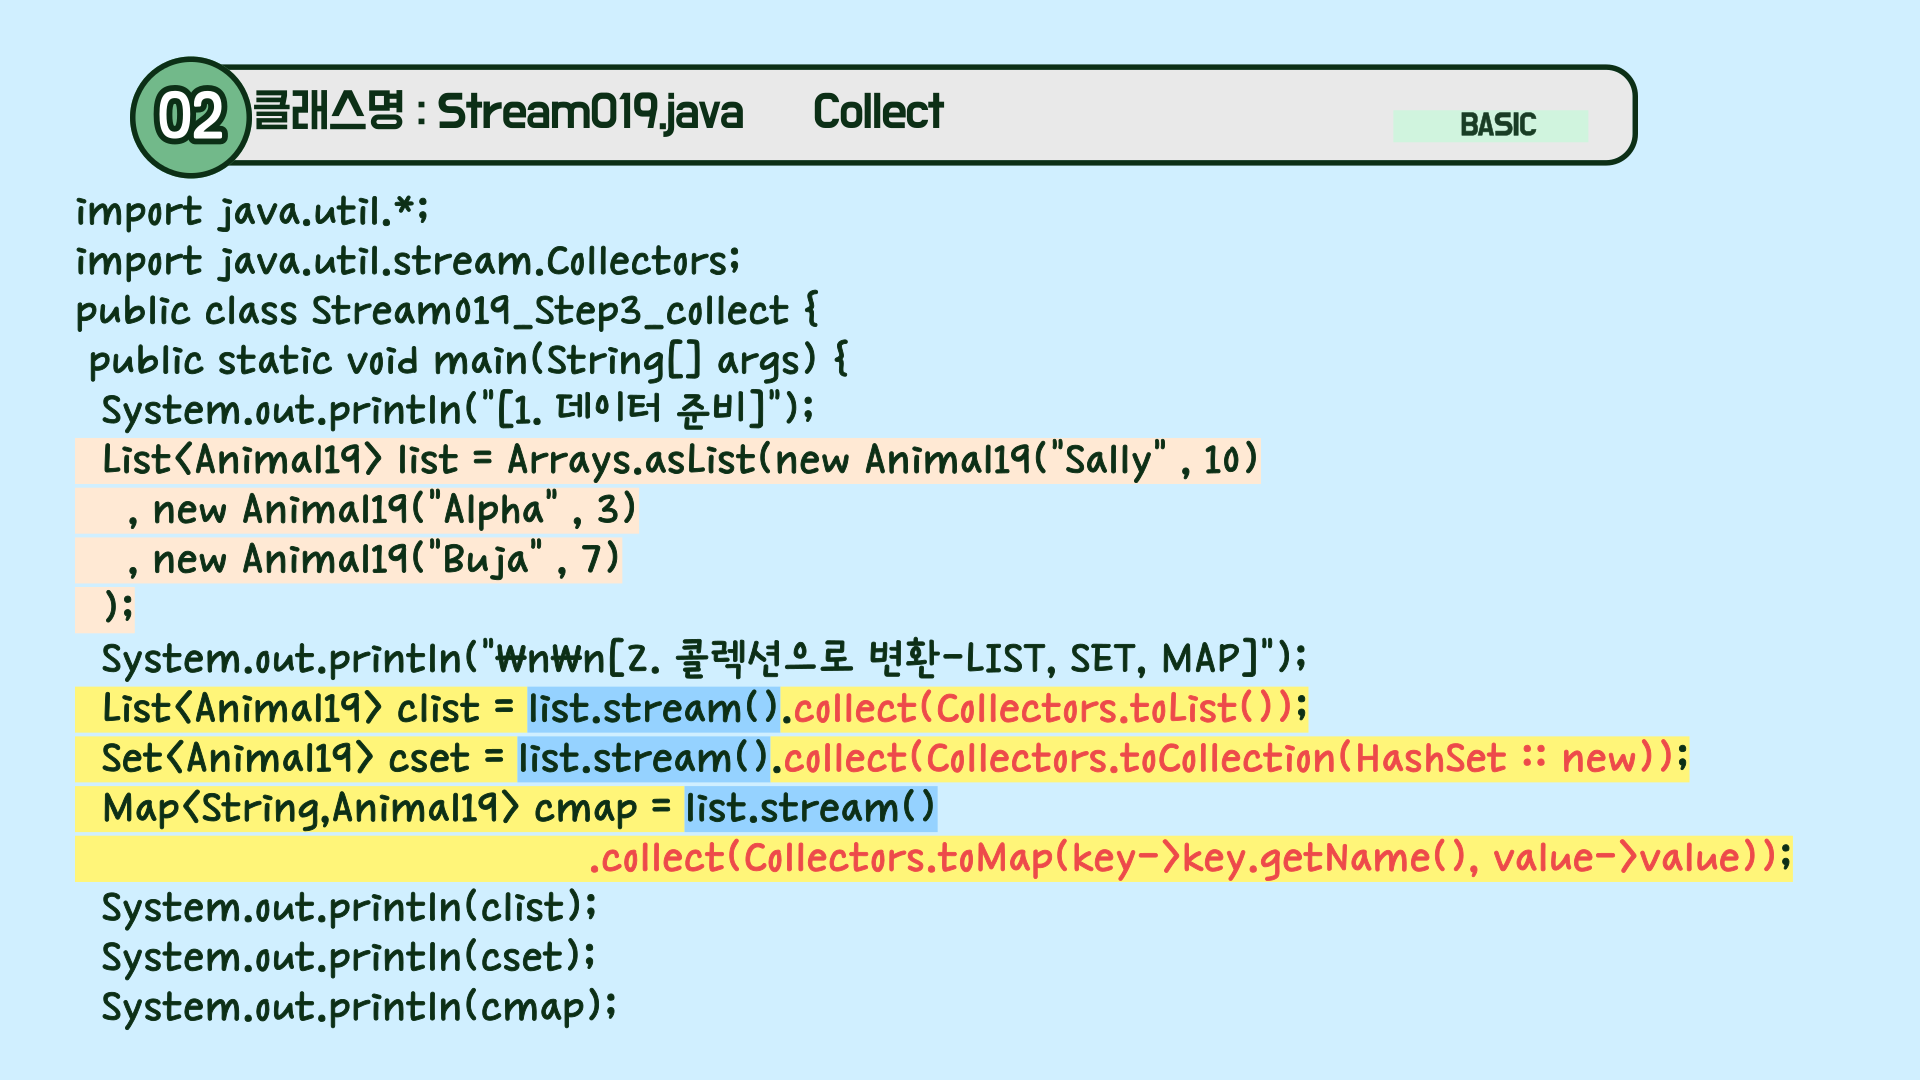 02 클래스명 : Stream019.java Collect BASIC
import java.util.*;
import java.util.stream.Collectors;
public class Stream019_Step3_collect {
 public static void main(String[] args) {
  System.out.println("[1. 데이터 준비]");
  List<Animal19> list = Arrays.asList(new Animal19("Sally" , 10)
    , new Animal19("Alpha" , 3)
    , new Animal19("Buja" , 7)
  );
  System.out.println("₩n₩n[2. 콜렉션으로 변환-LIST, SET, MAP]");
  List<Animal19> clist = list.stream().collect(Collectors.toList());
  Set<Animal19> cset = list.stream().collect(Collectors.toCollection(HashSet :: new));
  Map<String,Animal19> cmap = list.stream()
                                      .collect(Collectors.toMap(key->key.getName(), value->value));
  System.out.println(clist);
  System.out.println(cset);
  System.out.println(cmap);